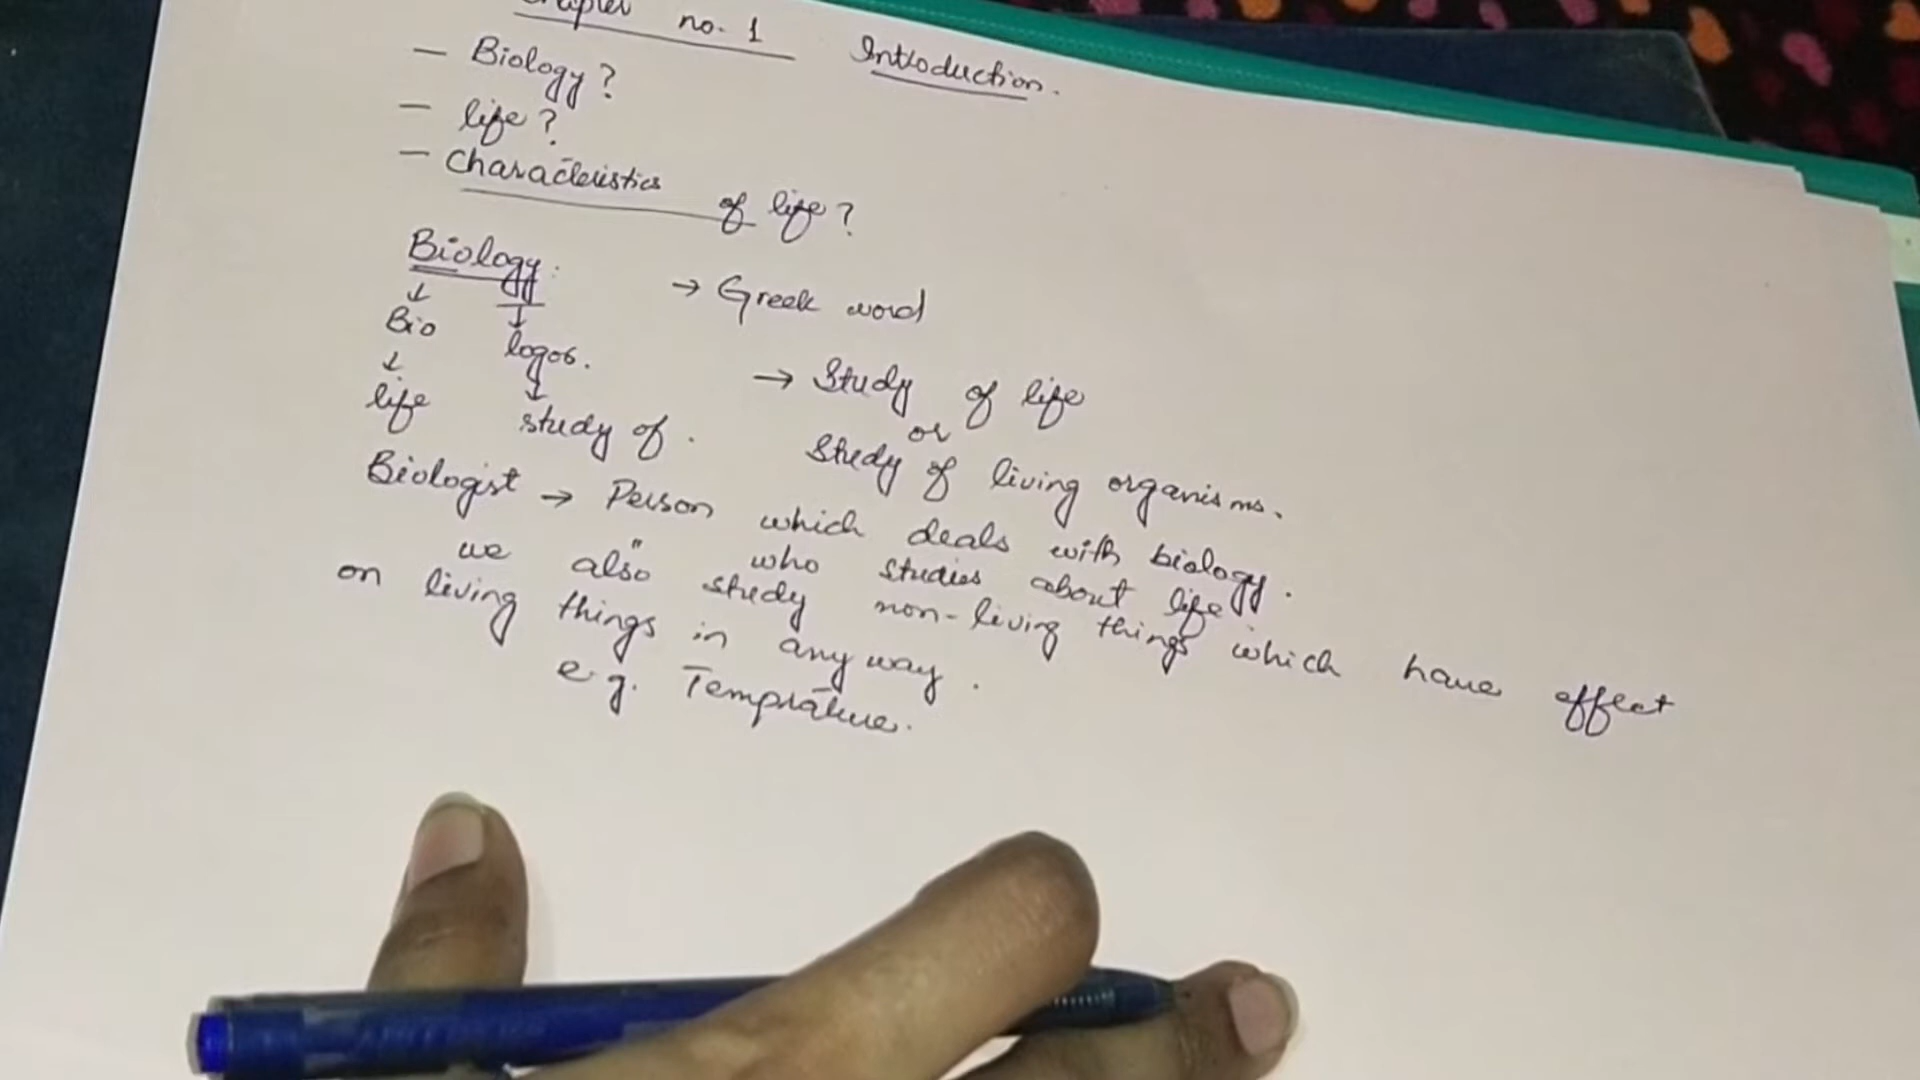 Chapter no. 1 Introduction.
— Biology?
— life?
— Characteristics of life?
Biology: → Greek word
↓ ↓
Bio logos.
↓ ↓
life study of. → Study of life
or
Study of living organisms.
Biologist → Person which deals with biology.
" who studies about life
we also study non-living things which have effect
on living things in any way.
e.g. Temprature.